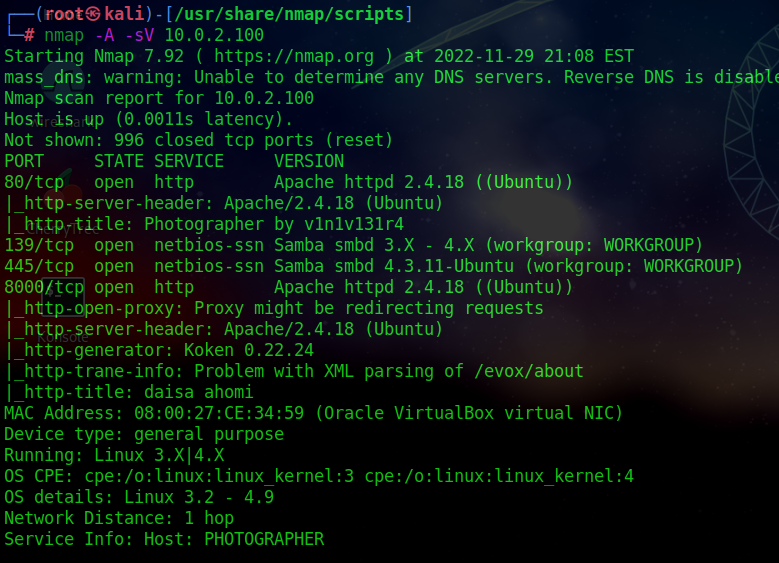 ┌──(root㉿kali)-[/usr/share/nmap/scripts]
└─# nmap -A -sV 10.0.2.100
Starting Nmap 7.92 ( https://nmap.org ) at 2022-11-29 21:08 EST
mass_dns: warning: Unable to determine any DNS servers. Reverse DNS is disable
Nmap scan report for 10.0.2.100
Host is up (0.0011s latency).
Not shown: 996 closed tcp ports (reset)
PORT     STATE SERVICE     VERSION
80/tcp   open  http        Apache httpd 2.4.18 ((Ubuntu))
|_http-server-header: Apache/2.4.18 (Ubuntu)
|_http-title: Photographer by v1n1v131r4
139/tcp  open  netbios-ssn Samba smbd 3.X - 4.X (workgroup: WORKGROUP)
445/tcp  open  netbios-ssn Samba smbd 4.3.11-Ubuntu (workgroup: WORKGROUP)
8000/tcp open  http        Apache httpd 2.4.18 ((Ubuntu))
|_http-open-proxy: Proxy might be redirecting requests
|_http-server-header: Apache/2.4.18 (Ubuntu)
|_http-generator: Koken 0.22.24
|_http-trane-info: Problem with XML parsing of /evox/about
|_http-title: daisa ahomi
MAC Address: 08:00:27:CE:34:59 (Oracle VirtualBox virtual NIC)
Device type: general purpose
Running: Linux 3.X|4.X
OS CPE: cpe:/o:linux:linux_kernel:3 cpe:/o:linux:linux_kernel:4
OS details: Linux 3.2 - 4.9
Network Distance: 1 hop
Service Info: Host: PHOTOGRAPHER
Konsole